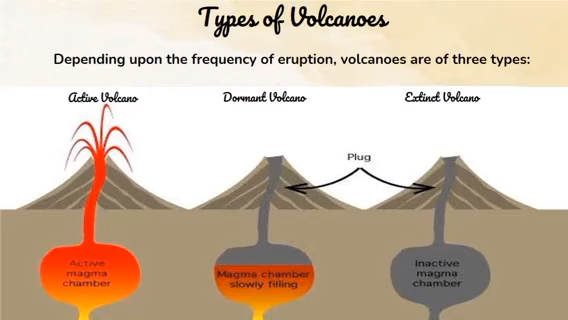 Types of Volcanoes
Depending upon the frequency of eruption, volcanoes are of three types:
Active Volcano
Dormant Volcano
Extinct Volcano
Plug
Active
magma
chamber
Magma chamber
slowly filling
Inactive
magma
chamber